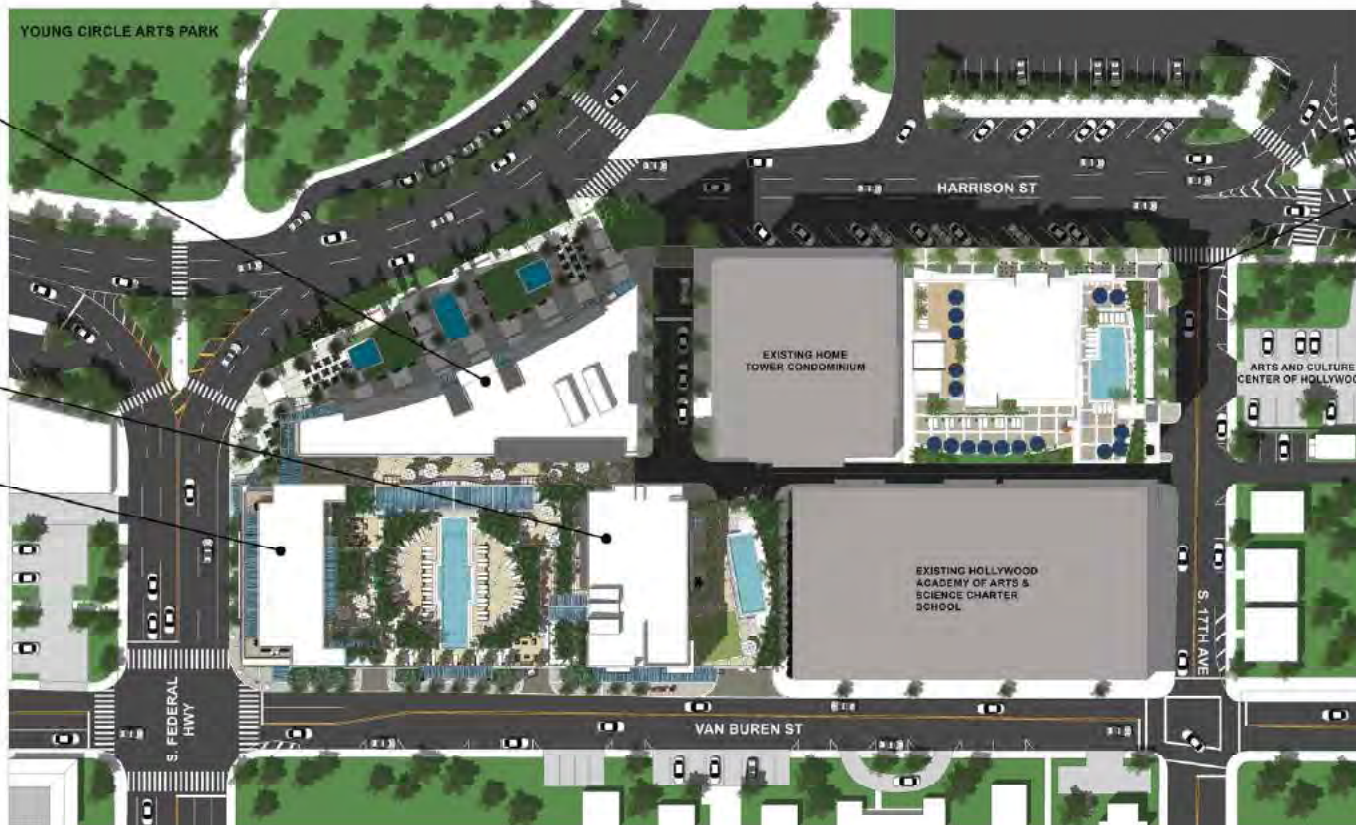 YOUNG CIRCLE ARTS PARK
HARRISON ST
EXISTING HOME
TOWER CONDOMINIUM
ARTS AND CULTURE
CENTER OF HOLLYWOO
EXISTING HOLLYWOOD
ACADEMY OF ARTS &
SCIENCE CHARTER
SCHOOL
S. 17TH AVE
S. FEDERAL
HWY
VAN BUREN ST